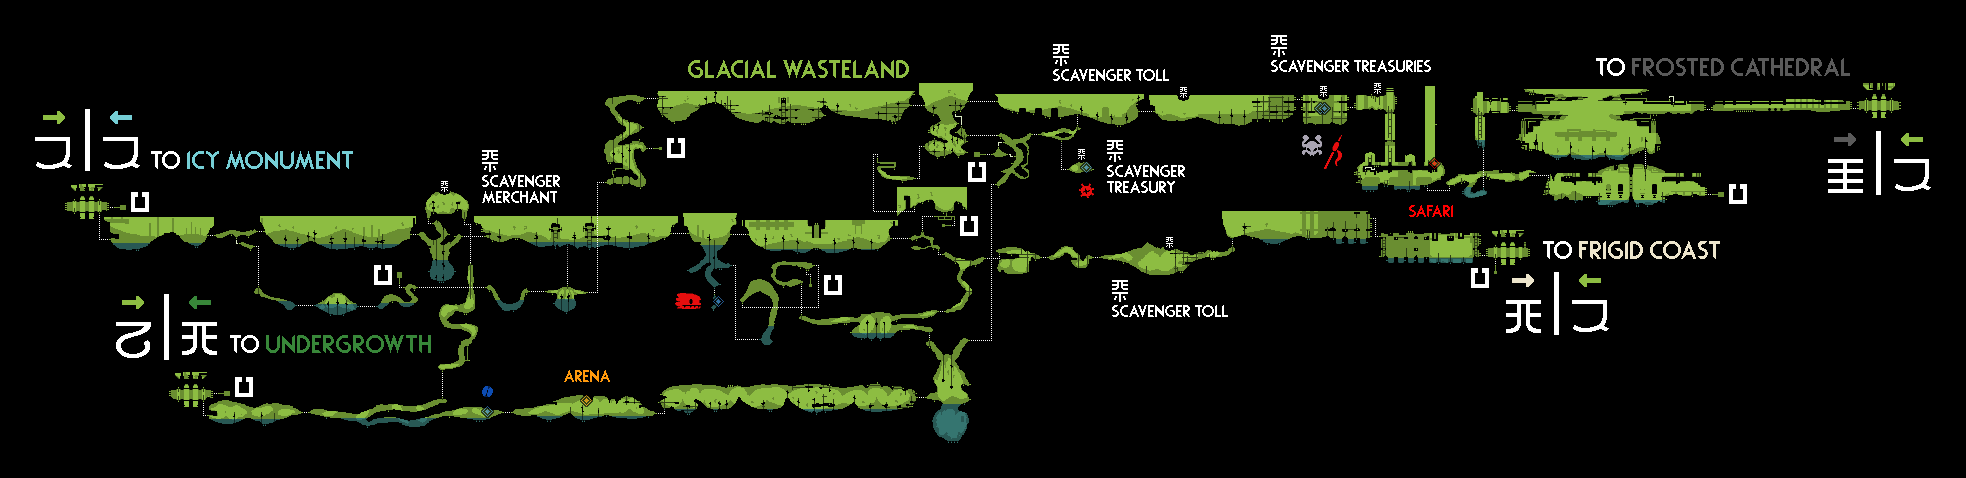 GLACIAL WASTELAND
SCAVENGER TOLL
SCAVENGER TREASURIES
TO FROSTED CATHEDRAL
TO ICY MONUMENT
SCAVENGER
MERCHANT
SCAVENGER
TREASURY
SAFARI
TO FRIGID COAST
SCAVENGER TOLL
TO UNDERGROWTH
ARENA